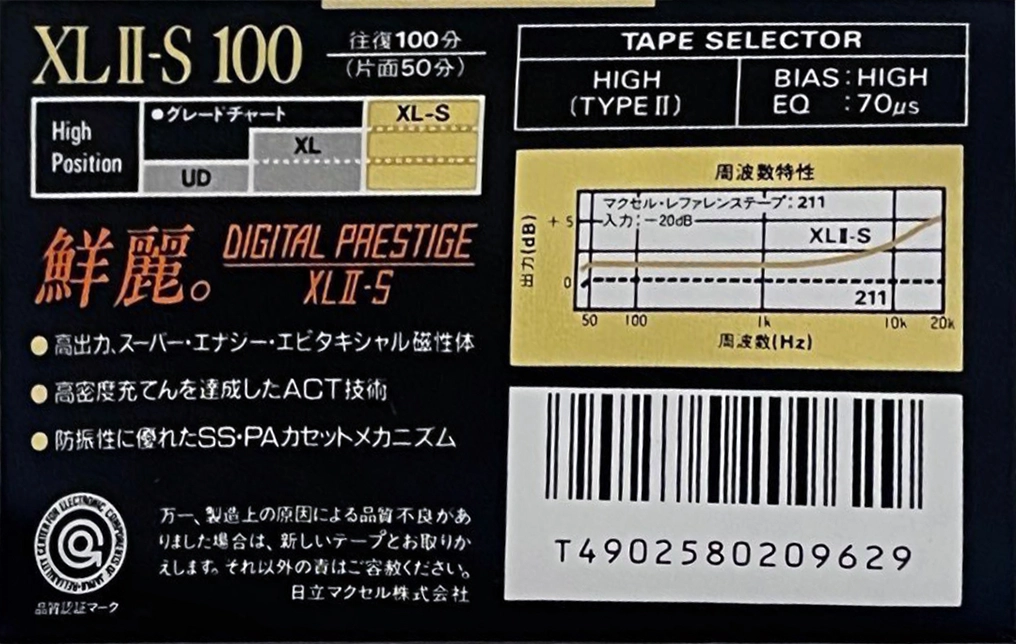 XLⅡ-S 100
往復100分
(片面50分)
High
Position
●グレードチャート
XL-S
XL
UD
鮮麗。
DIGITAL PRESTIGE
XLⅡ-S
●高出力、スーパー・エナジー・エピタキシャル磁性体
●高密度充てんを達成したACT技術
●防振性に優れたSS・PAカセットメカニズム
RELIABILITY CENTER FOR ELECTRONIC COMPONENTS OF JAPAN
品質認証マーク
万一、製造上の原因による品質不良があ
りました場合は、新しいテープとお取りか
えします。それ以外の責はご容赦ください。
日立マクセル株式会社
TAPE SELECTOR
HIGH
(TYPE Ⅱ)
BIAS : HIGH
EQ : 70μs
周波数特性
マクセル・レファレンステープ: 211
入力: −20dB
XLⅡ-S
211
出力(dB)
+5
0
50 100 1k 10k 20k
周波数(Hz)
T4902580209629